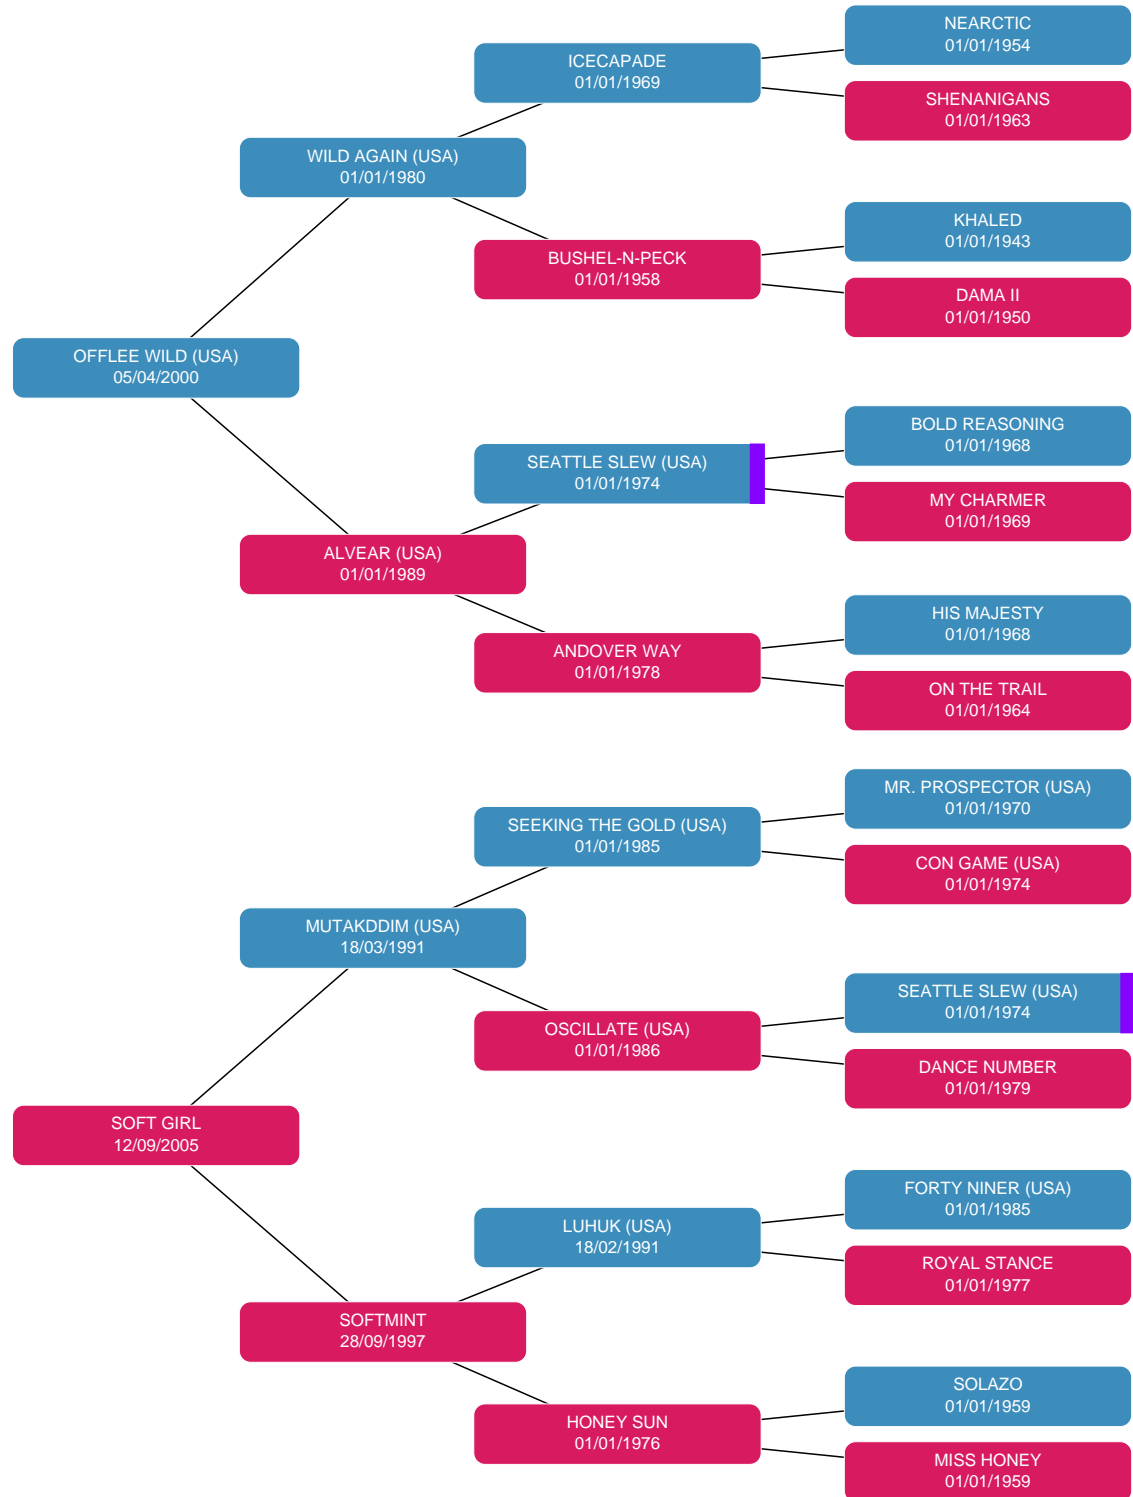 NEARCTIC
01/01/1954
ICECAPADE
01/01/1969
SHENANIGANS
01/01/1963
WILD AGAIN (USA)
01/01/1980
KHALED
01/01/1943
BUSHEL-N-PECK
01/01/1958
DAMA II
01/01/1950
OFFLEE WILD (USA)
05/04/2000
BOLD REASONING
01/01/1968
SEATTLE SLEW (USA)
01/01/1974
MY CHARMER
01/01/1969
ALVEAR (USA)
01/01/1989
HIS MAJESTY
01/01/1968
ANDOVER WAY
01/01/1978
ON THE TRAIL
01/01/1964
MR. PROSPECTOR (USA)
01/01/1970
SEEKING THE GOLD (USA)
01/01/1985
CON GAME (USA)
01/01/1974
MUTAKDDIM (USA)
18/03/1991
SEATTLE SLEW (USA)
01/01/1974
OSCILLATE (USA)
01/01/1986
DANCE NUMBER
01/01/1979
SOFT GIRL
12/09/2005
FORTY NINER (USA)
01/01/1985
LUHUK (USA)
18/02/1991
ROYAL STANCE
01/01/1977
SOFTMINT
28/09/1997
SOLAZO
01/01/1959
HONEY SUN
01/01/1976
MISS HONEY
01/01/1959